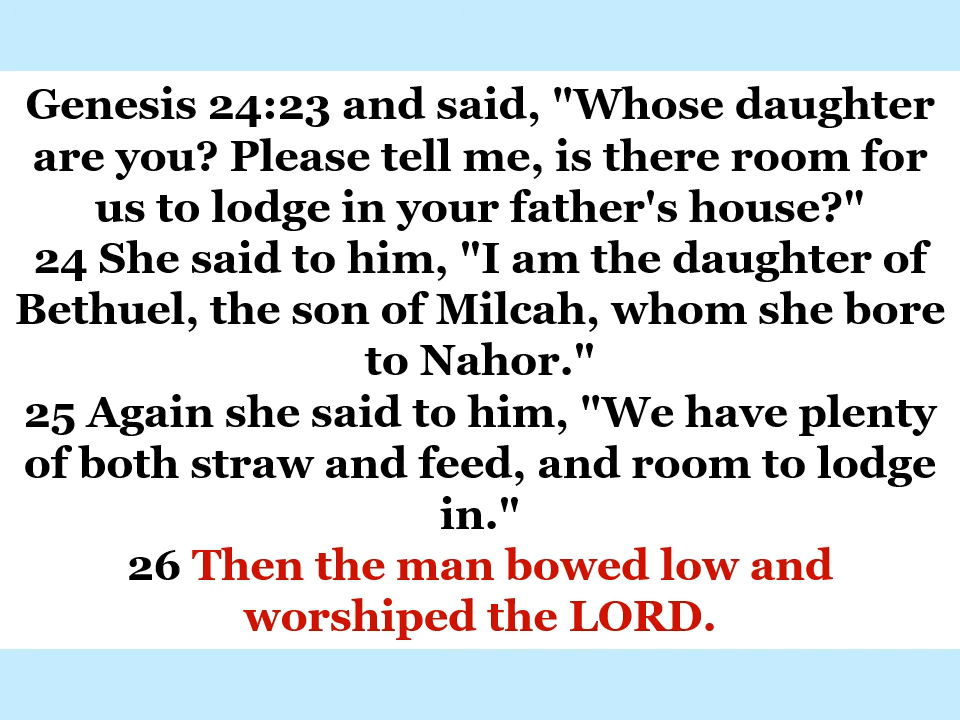 Genesis 24:23 and said, "Whose daughter
are you? Please tell me, is there room for
us to lodge in your father's house?"
24 She said to him, "I am the daughter of
Bethuel, the son of Milcah, whom she bore
to Nahor."
25 Again she said to him, "We have plenty
of both straw and feed, and room to lodge
in."
26 Then the man bowed low and
worshiped the LORD.